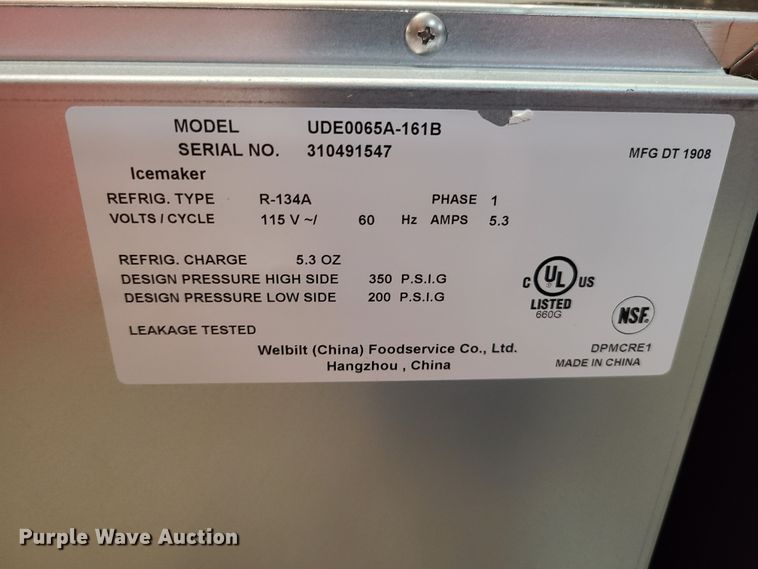 MODEL UDE0065A-161B
SERIAL NO. 310491547
MFG DT 1908
Icemaker
REFRIG. TYPE R-134A PHASE 1
VOLTS / CYCLE 115 V ~/ 60 Hz AMPS 5.3
REFRIG. CHARGE 5.3 OZ
DESIGN PRESSURE HIGH SIDE 350 P.S.I.G
DESIGN PRESSURE LOW SIDE 200 P.S.I.G
C UL US
LISTED
660G
NSF
LEAKAGE TESTED
Welbilt (China) Foodservice Co., Ltd.
Hangzhou , China
DPMCRE1
MADE IN CHINA
Purple Wave Auction